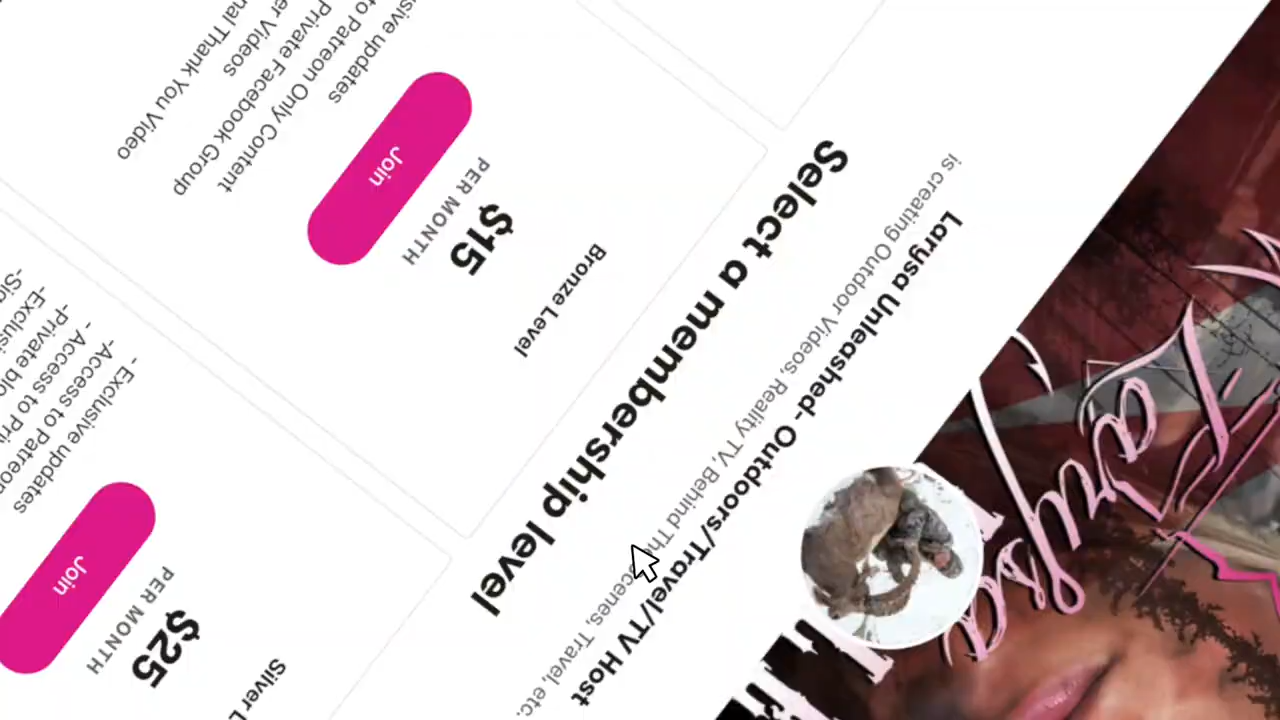 Larysa
Larysa Unleashed- Outdoors/Travel/TV Host
is creating Outdoor Videos, Reality TV, Behind The Scenes, Travel, etc.
Select a membership level
Bronze Level
$15
PER MONTH
Join
updates
to Patreon Only Content
Private Facebook Group
Videos
Thank You Video
Silver
$25
PER MONTH
Join
- Exclusive updates
-Access to Patreon
- Access to
-Private